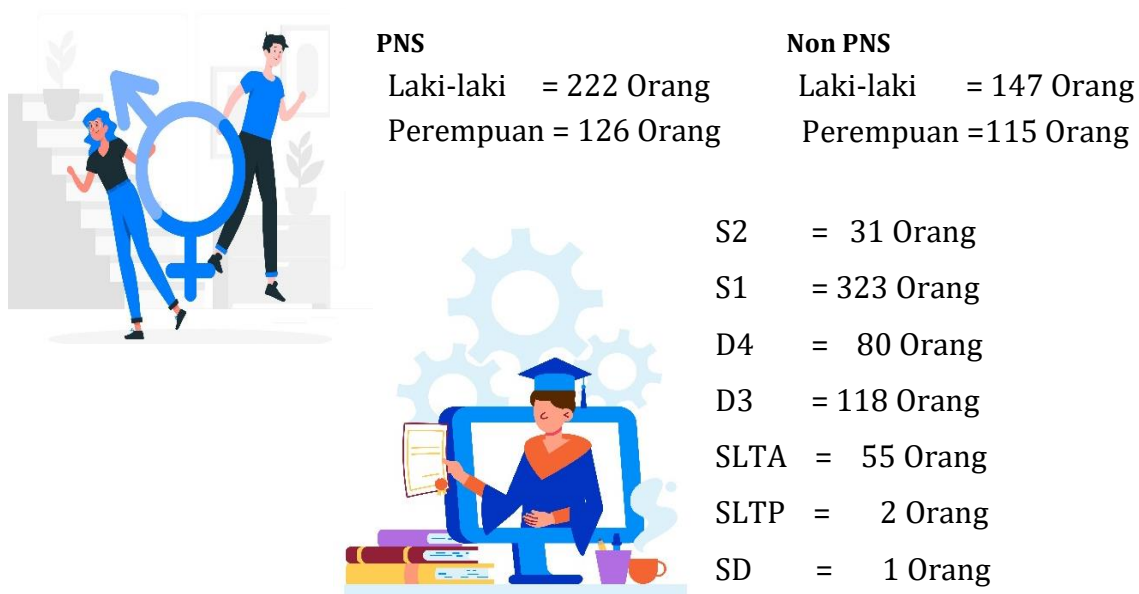 PNS
Laki-laki = 222 Orang
Perempuan = 126 Orang
Non PNS
Laki-laki = 147 Orang
Perempuan =115 Orang
S2 = 31 Orang
S1 = 323 Orang
D4 = 80 Orang
D3 = 118 Orang
SLTA = 55 Orang
SLTP = 2 Orang
SD = 1 Orang